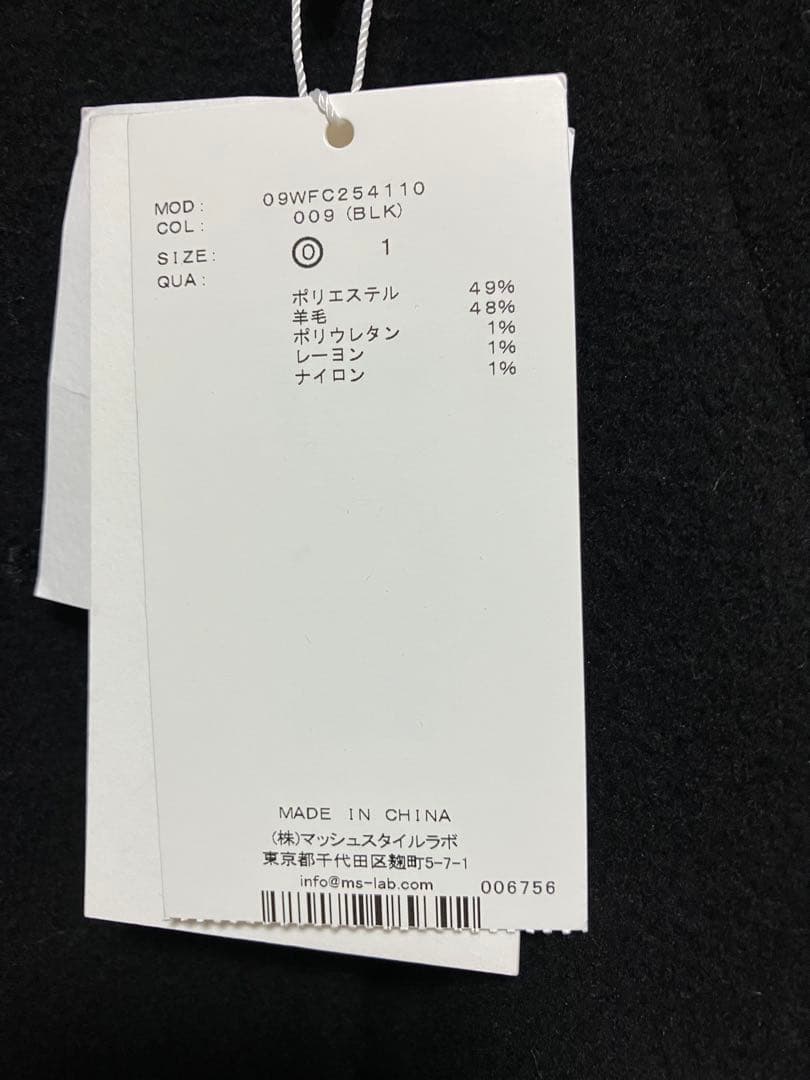 MOD: 09WFC254110
COL: 009 (BLK)
SIZE: 0 1
QUA:
ポリエステル 49%
羊毛 48%
ポリウレタン 1%
レーヨン 1%
ナイロン 1%
MADE IN CHINA
(株)マッシュスタイルラボ
東京都千代田区麹町5-7-1
info@ms-lab.com 006756